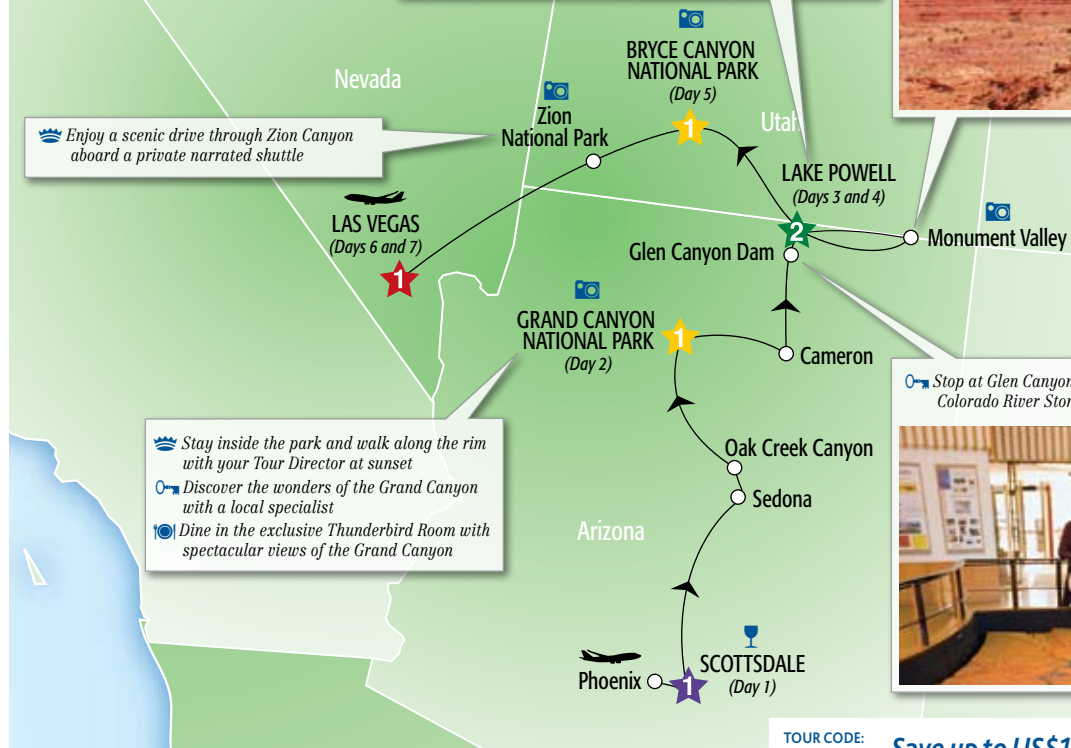 BRYCE CANYON
NATIONAL PARK
(Day 5)
Nevada
Zion
National Park
1
Utah
Enjoy a scenic drive through Zion Canyon
aboard a private narrated shuttle
LAKE POWELL
(Days 3 and 4)
LAS VEGAS
(Days 6 and 7)
1
2
Monument Valley
Glen Canyon Dam
GRAND CANYON
NATIONAL PARK
(Day 2)
1
Cameron
Stop at Glen Canyon
Colorado River Stor
Stay inside the park and walk along the rim
with your Tour Director at sunset
Discover the wonders of the Grand Canyon
with a local specialist
Dine in the exclusive Thunderbird Room with
spectacular views of the Grand Canyon
Oak Creek Canyon
Sedona
Arizona
Phoenix
1
SCOTTSDALE
(Day 1)
TOUR CODE:
Save up to US$1